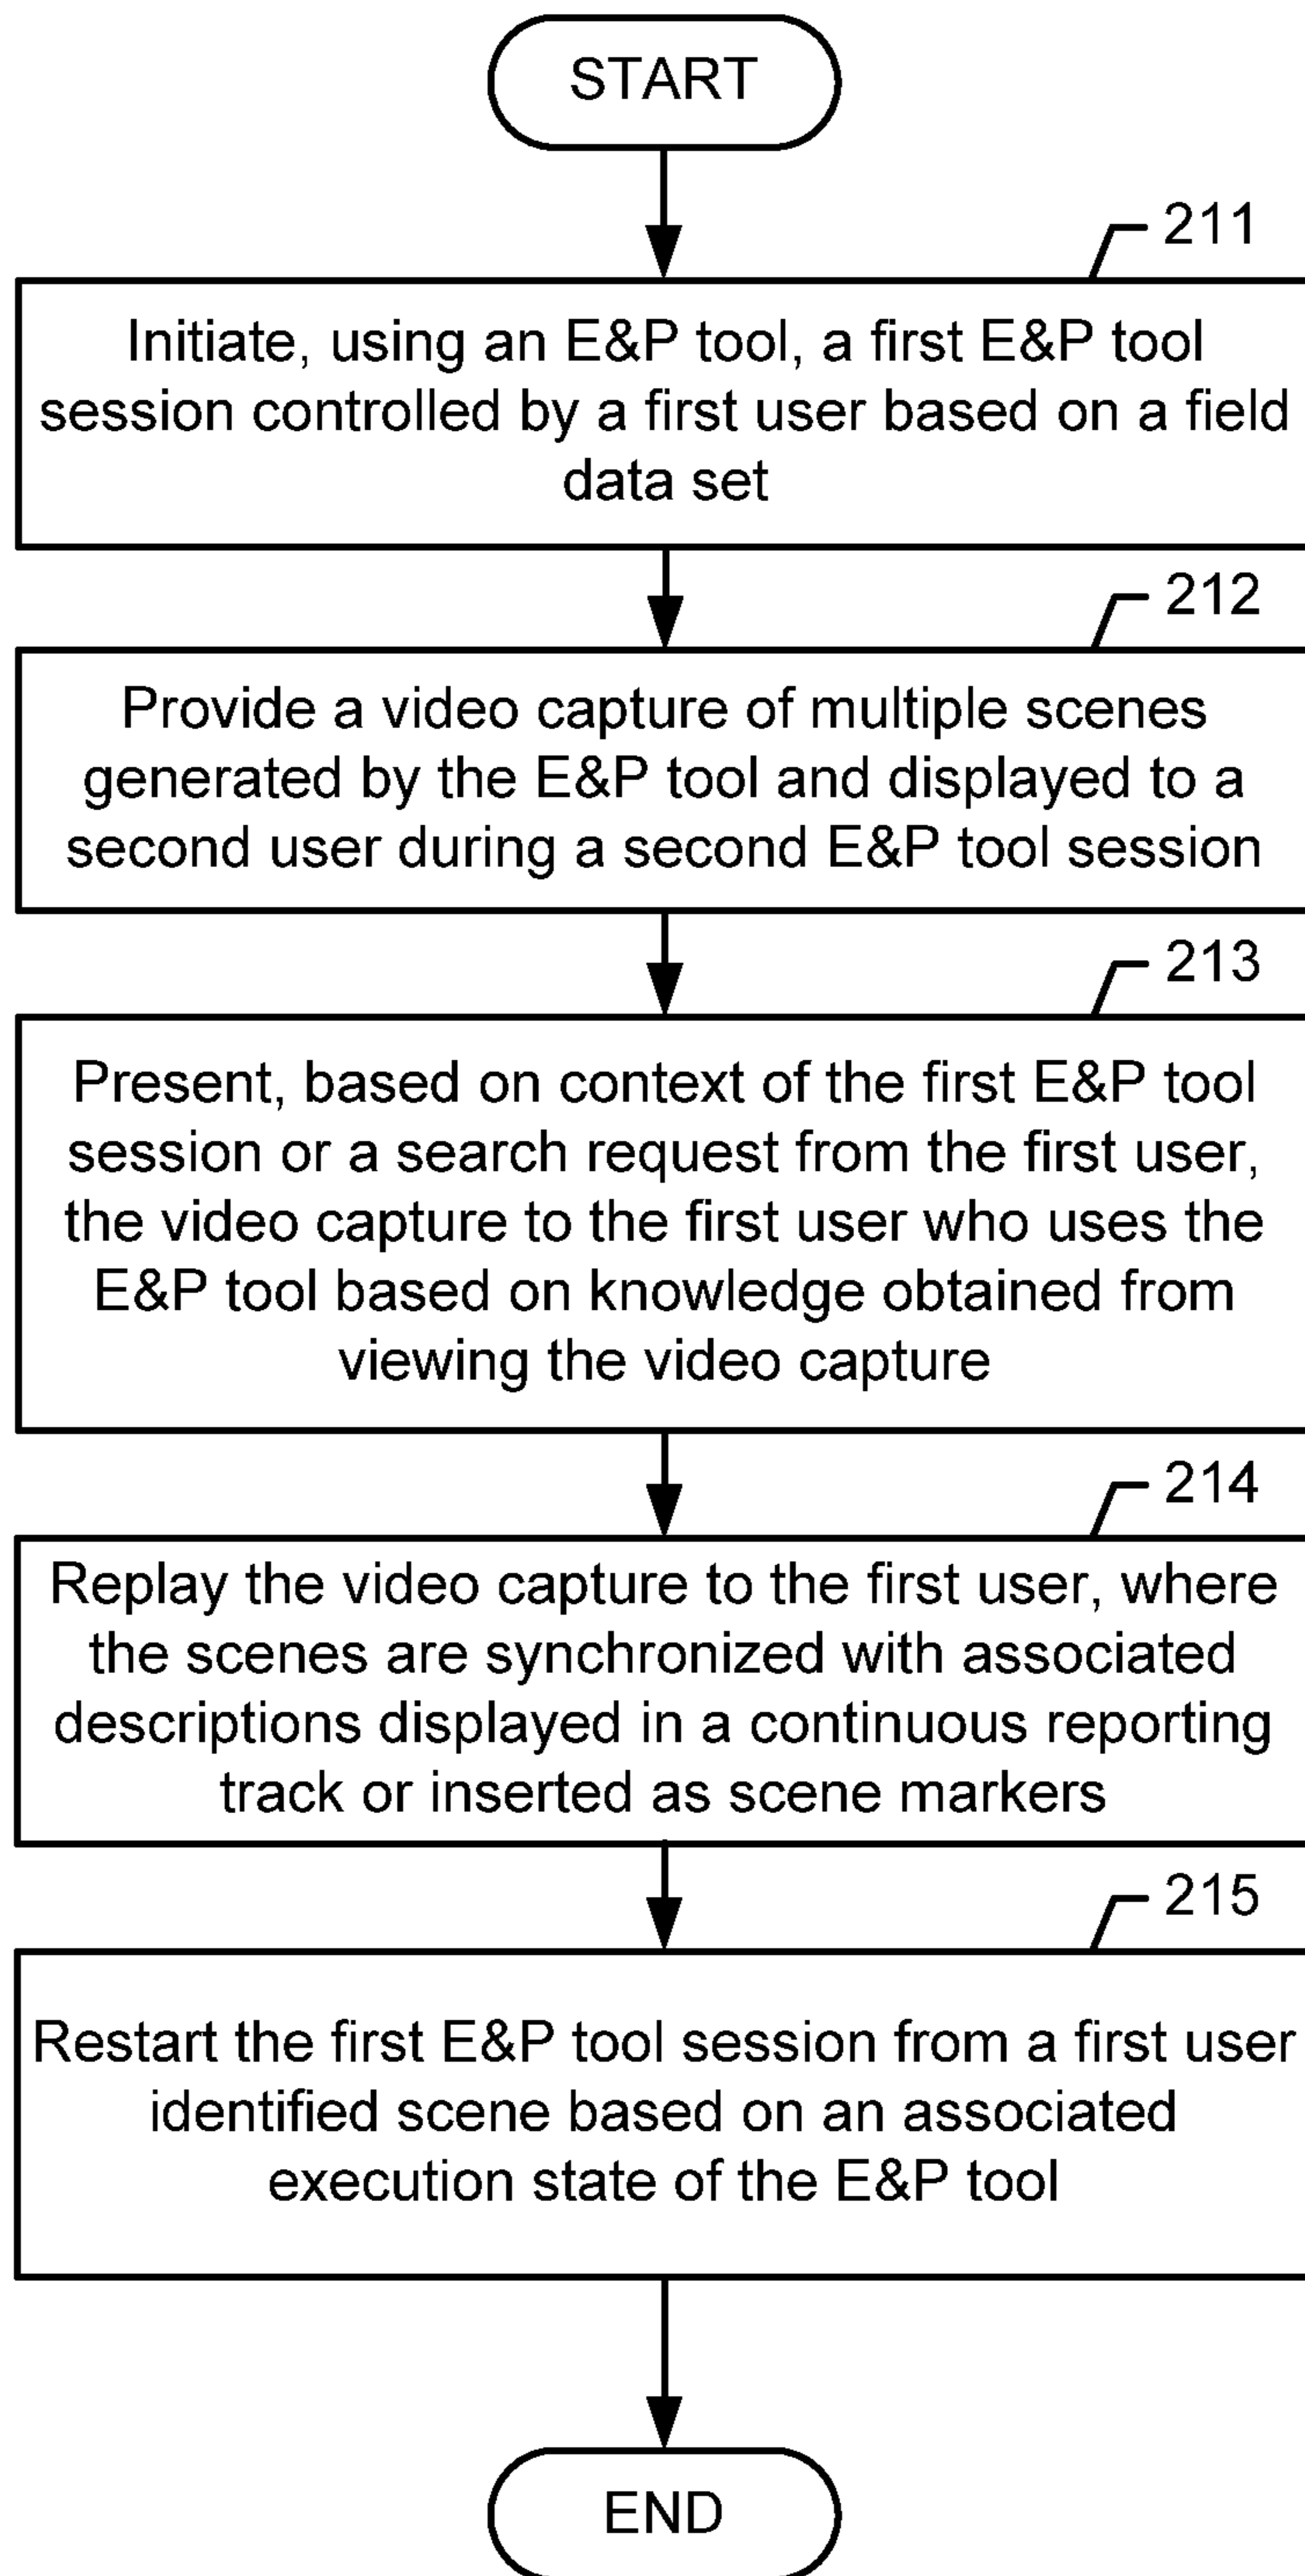 START
211
Initiate, using an E&P tool, a first E&P tool
session controlled by a first user based on a field
data set
212
Provide a video capture of multiple scenes
generated by the E&P tool and displayed to a
second user during a second E&P tool session
213
Present, based on context of the first E&P tool
session or a search request from the first user,
the video capture to the first user who uses the
E&P tool based on knowledge obtained from
viewing the video capture
214
Replay the video capture to the first user, where
the scenes are synchronized with associated
descriptions displayed in a continuous reporting
track or inserted as scene markers
215
Restart the first E&P tool session from a first user
identified scene based on an associated
execution state of the E&P tool
END